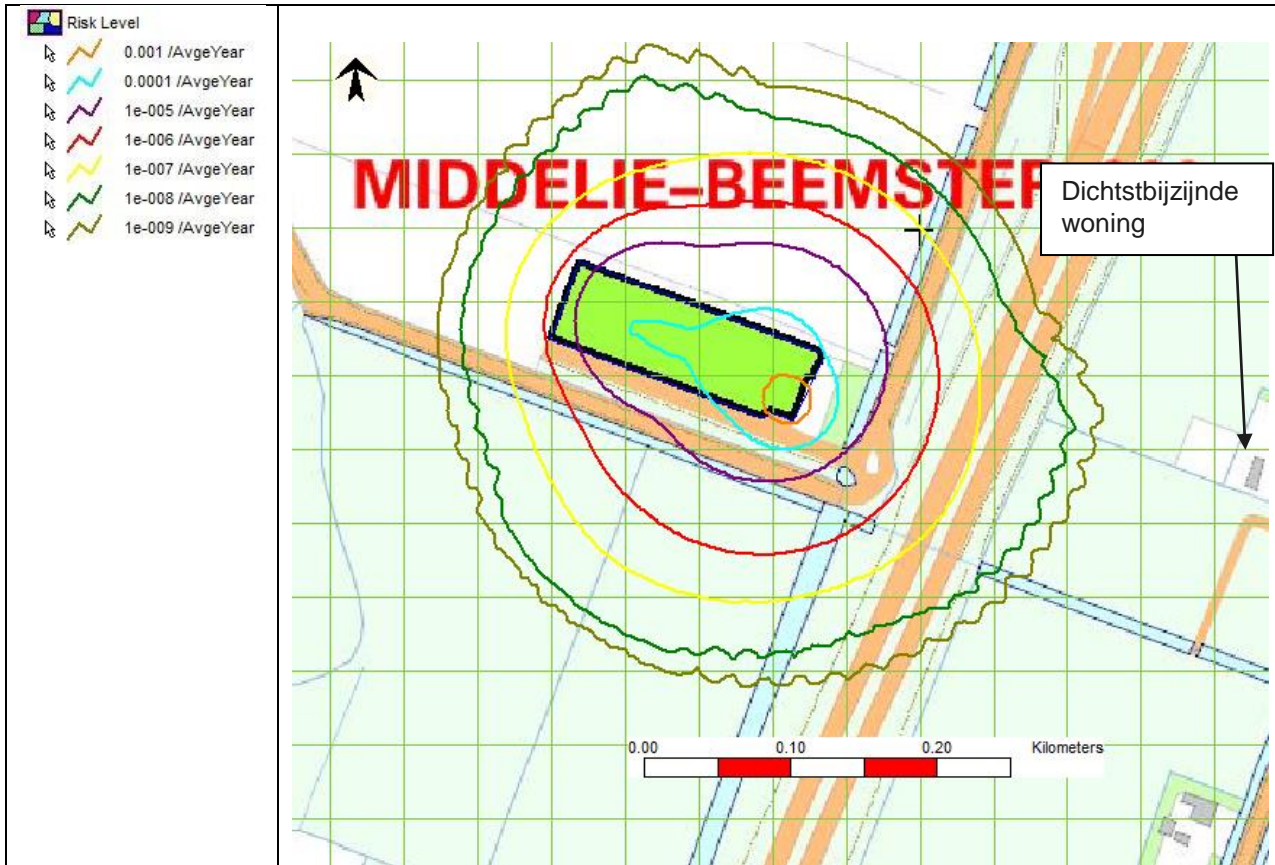 Risk Level
0.001 /AvgeYear
0.0001 /AvgeYear
1e-005 /AvgeYear
1e-006 /AvgeYear
1e-007 /AvgeYear
1e-008 /AvgeYear
1e-009 /AvgeYear
MIDDELIE–BEEMSTER
Dichtstbijzijnde
woning
0.00 0.10 0.20 Kilometers